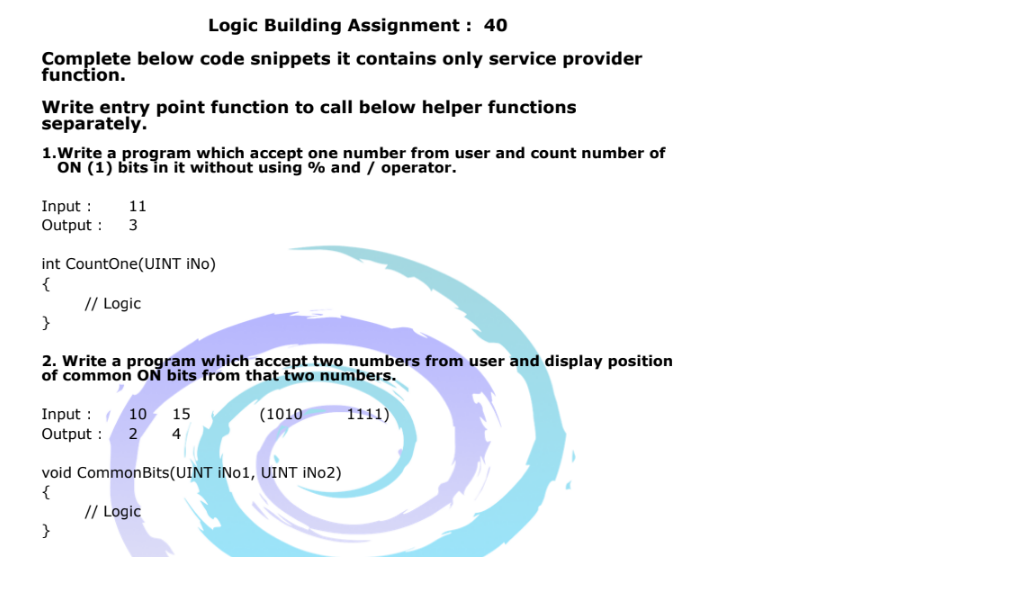 Logic Building Assignment : 40
Complete below code snippets it contains only service provider
function.
Write entry point function to call below helper functions
separately.
1.Write a program which accept one number from user and count number of
ON (1) bits in it without using % and / operator.
Input : 11
Output : 3
int CountOne(UINT iNo)
{
// Logic
}
2. Write a program which accept two numbers from user and display position
of common ON bits from that two numbers.
Input : 10 15 (1010 1111)
Output : 2 4
void CommonBits(UINT iNo1, UINT iNo2)
{
// Logic
}